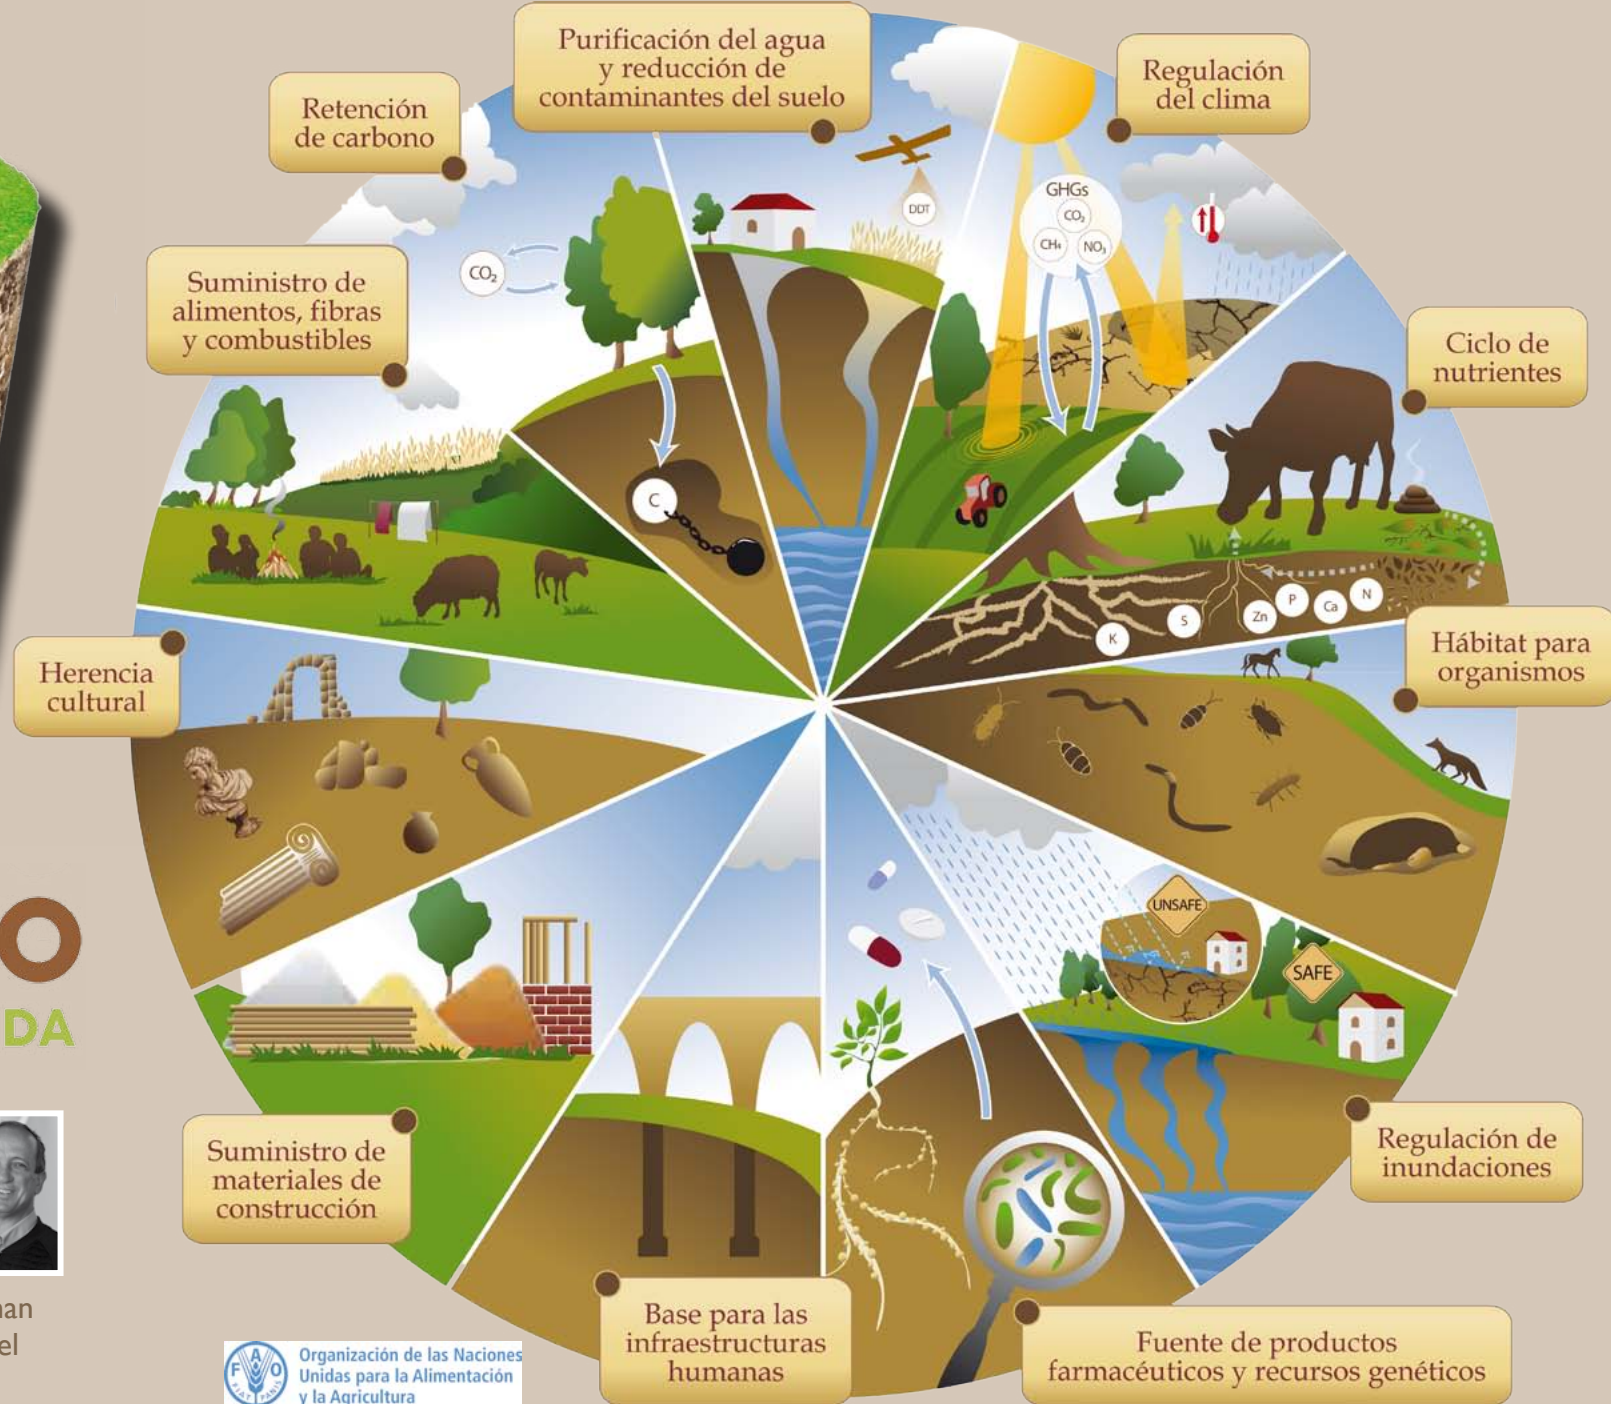 Purificación del agua
y reducción de
contaminantes del suelo
Retención
de carbono
Regulación
del clima
Suministro de
alimentos, fibras
y combustibles
Ciclo de
nutrientes
Herencia
cultural
Hábitat para
organismos
Suministro de
materiales de
construcción
Regulación de
inundaciones
Base para las
infraestructuras
humanas
Fuente de productos
farmacéuticos y recursos genéticos
CO₂
C
DDT
GHGs
CO₂
CH₄
NO₃
K
S
Zn
P
Ca
N
UNSAFE
SAFE
O
DA
el
FAO
FIAT PANIS
Organización de las Naciones
Unidas para la Alimentación
y la Agricultura